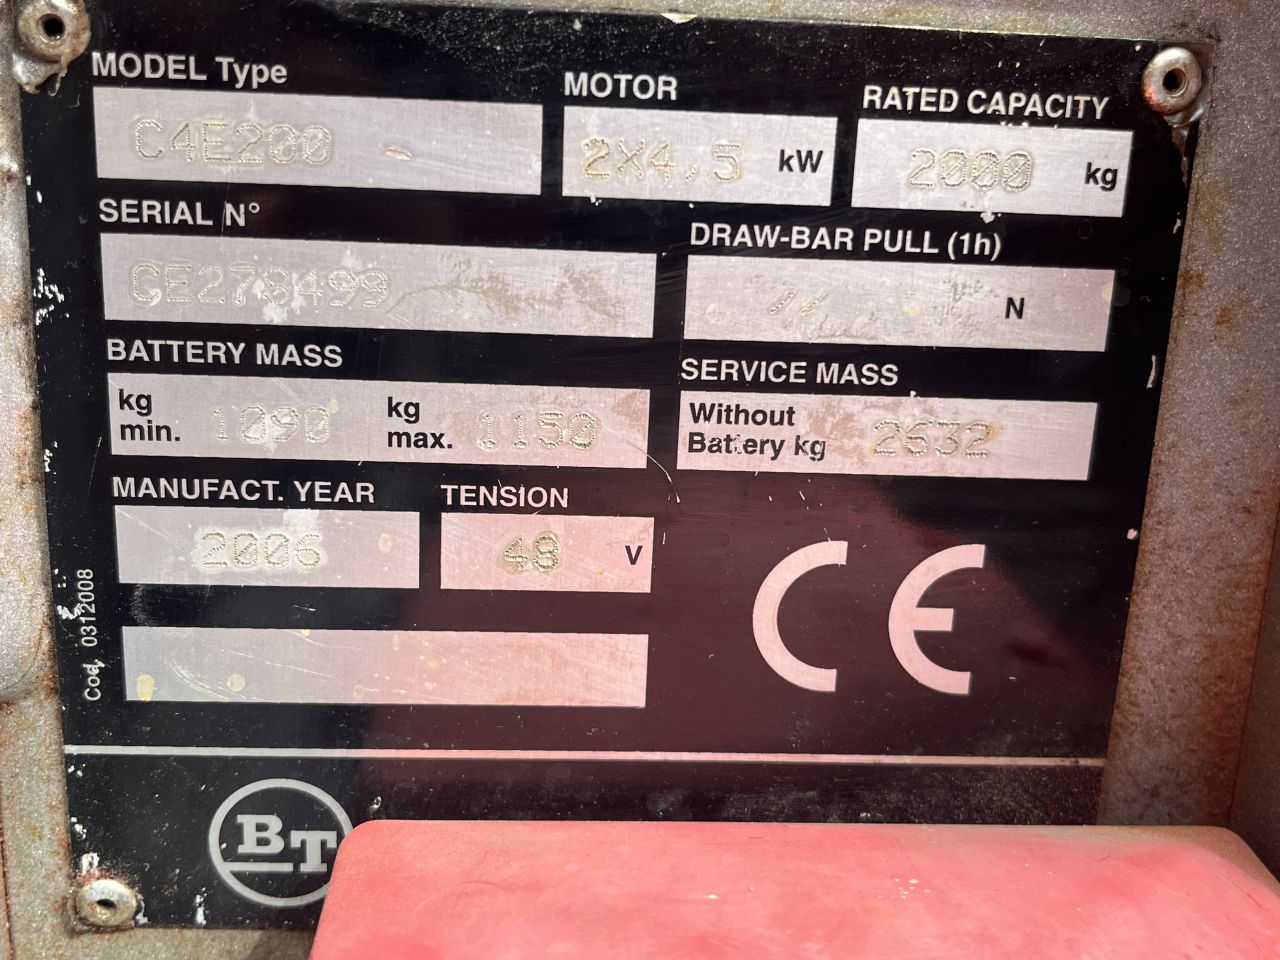 MODEL Type
C4E200
MOTOR
2X4,5 kW
RATED CAPACITY
2000 kg
SERIAL N°
CE278499
DRAW-BAR PULL (1h)
// N
BATTERY MASS
kg min. 1090 kg max. 1150
SERVICE MASS
Without Battery kg 2632
MANUFACT. YEAR
2006
TENSION
48 V
CE
Cod. 0312008
BT